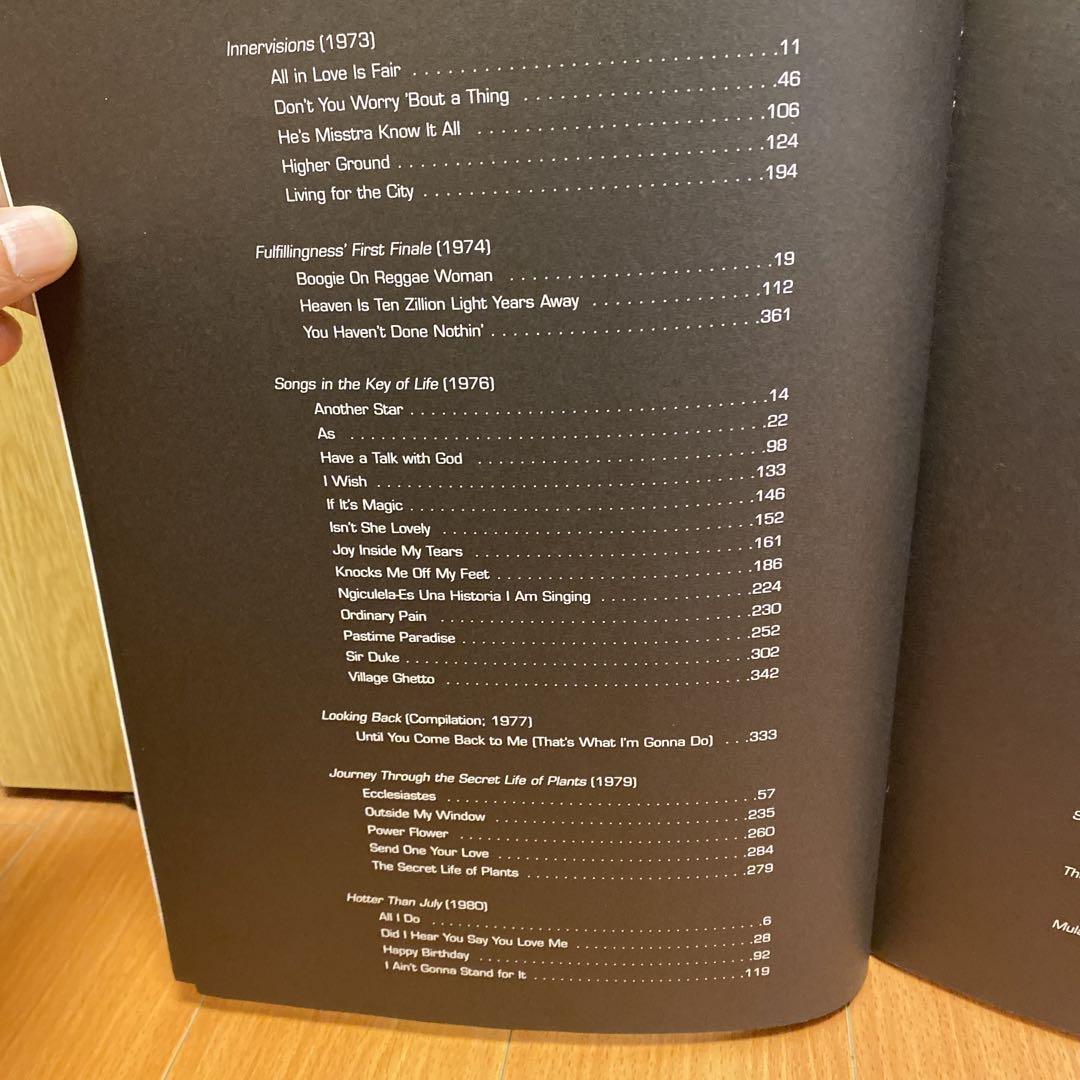 Innervisions (1973)
All in Love Is Fair . . . . . . . . . . . . . . . . . . . . . . . . . . .11
Don't You Worry 'Bout a Thing . . . . . . . . . . . . . . . . . .46
He's Misstra Know It All . . . . . . . . . . . . . . . . . . . . .106
Higher Ground . . . . . . . . . . . . . . . . . . . . . . . . . . .124
Living for the City . . . . . . . . . . . . . . . . . . . . . . . . .194
Fulfillingness' First Finale (1974)
Boogie On Reggae Woman . . . . . . . . . . . . . . . . . . . .19
Heaven Is Ten Zillion Light Years Away . . . . . . . . . . . .112
You Haven't Done Nothin' . . . . . . . . . . . . . . . . . . . .361
Songs in the Key of Life (1976)
Another Star . . . . . . . . . . . . . . . . . . . . . . . . . . . .14
As . . . . . . . . . . . . . . . . . . . . . . . . . . . . . . . . . .22
Have a Talk with God . . . . . . . . . . . . . . . . . . . . . . .98
I Wish . . . . . . . . . . . . . . . . . . . . . . . . . . . . . . .133
If It's Magic . . . . . . . . . . . . . . . . . . . . . . . . . . . .146
Isn't She Lovely . . . . . . . . . . . . . . . . . . . . . . . . . .152
Joy Inside My Tears . . . . . . . . . . . . . . . . . . . . . . .161
Knocks Me Off My Feet . . . . . . . . . . . . . . . . . . . . .186
Ngiculela-Es Una Historia I Am Singing . . . . . . . . . . . .224
Ordinary Pain . . . . . . . . . . . . . . . . . . . . . . . . . . .230
Pastime Paradise . . . . . . . . . . . . . . . . . . . . . . . . .252
Sir Duke . . . . . . . . . . . . . . . . . . . . . . . . . . . . . .302
Village Ghetto . . . . . . . . . . . . . . . . . . . . . . . . . . .342
Looking Back (Compilation; 1977)
Until You Come Back to Me (That's What I'm Gonna Do) . . .333
Journey Through the Secret Life of Plants (1979)
Ecclesiastes . . . . . . . . . . . . . . . . . . . . . . . . . . . .57
Outside My Window . . . . . . . . . . . . . . . . . . . . . . .235
Power Flower . . . . . . . . . . . . . . . . . . . . . . . . . . .260
Send One Your Love . . . . . . . . . . . . . . . . . . . . . . .284
The Secret Life of Plants . . . . . . . . . . . . . . . . . . . .279
Hotter Than July (1980)
All I Do . . . . . . . . . . . . . . . . . . . . . . . . . . . . . . .6
Did I Hear You Say You Love Me . . . . . . . . . . . . . . . .28
Happy Birthday . . . . . . . . . . . . . . . . . . . . . . . . . .92
I Ain't Gonna Stand for It . . . . . . . . . . . . . . . . . . . .119